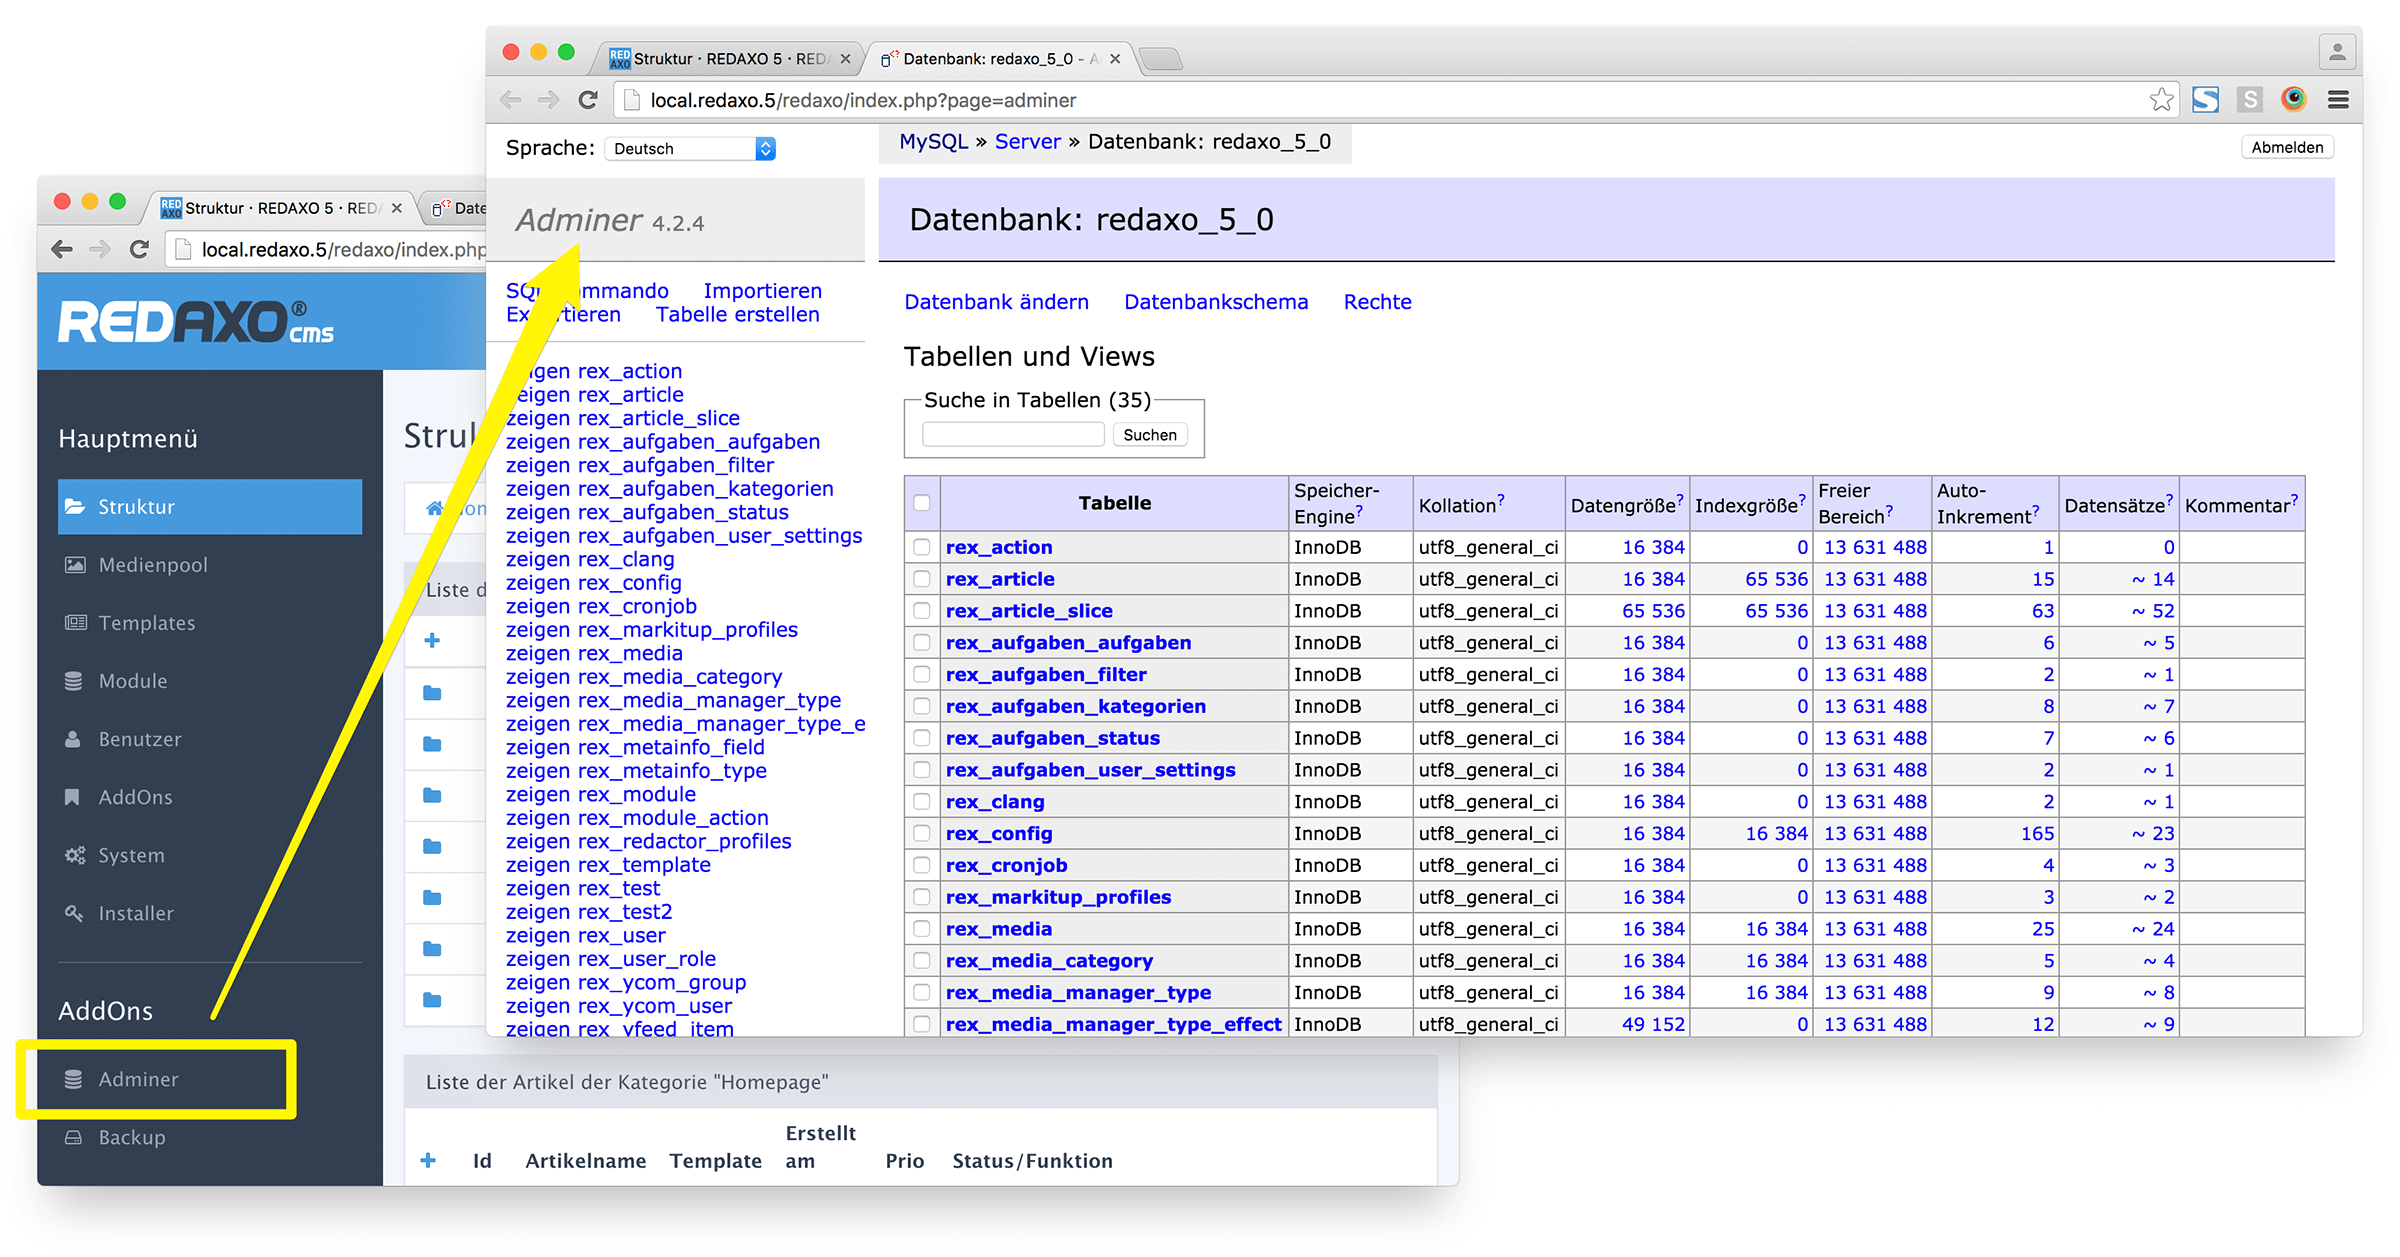 Struktur · REDAXO 5 · RED
Datenbank: redaxo_5_0 - A
local.redaxo.5/redaxo/index.php?page=adminer
Sprache: Deutsch
MySQL » Server » Datenbank: redaxo_5_0
Abmelden
Adminer 4.2.4
Datenbank: redaxo_5_0
Importieren
Tabelle erstellen
Datenbank ändern Datenbankschema Rechte
Tabellen und Views
Suche in Tabellen (35)
Suchen
rex_action
rex_article
zeigen rex_article_slice
zeigen rex_aufgaben_aufgaben
zeigen rex_aufgaben_filter
zeigen rex_aufgaben_kategorien
zeigen rex_aufgaben_status
zeigen rex_aufgaben_user_settings
zeigen rex_clang
zeigen rex_config
zeigen rex_cronjob
zeigen rex_markitup_profiles
zeigen rex_media
zeigen rex_media_category
zeigen rex_media_manager_type
zeigen rex_media_manager_type_e
zeigen rex_metainfo_field
zeigen rex_metainfo_type
zeigen rex_module
zeigen rex_module_action
zeigen rex_redactor_profiles
zeigen rex_template
zeigen rex_test
zeigen rex_test2
zeigen rex_user
zeigen rex_user_role
zeigen rex_ycom_group
zeigen rex_ycom_user
zeigen rex_yfeed_item
Tabelle Speicher-Engine? Kollation? Datengröße? Indexgröße? Freier Bereich? Auto-Inkrement? Datensätze? Kommentar?
rex_action InnoDB utf8_general_ci 16 384 0 13 631 488 1 0
rex_article InnoDB utf8_general_ci 16 384 65 536 13 631 488 15 ~ 14
rex_article_slice InnoDB utf8_general_ci 65 536 65 536 13 631 488 63 ~ 52
rex_aufgaben_aufgaben InnoDB utf8_general_ci 16 384 0 13 631 488 6 ~ 5
rex_aufgaben_filter InnoDB utf8_general_ci 16 384 0 13 631 488 2 ~ 1
rex_aufgaben_kategorien InnoDB utf8_general_ci 16 384 0 13 631 488 8 ~ 7
rex_aufgaben_status InnoDB utf8_general_ci 16 384 0 13 631 488 7 ~ 6
rex_aufgaben_user_settings InnoDB utf8_general_ci 16 384 0 13 631 488 2 ~ 1
rex_clang InnoDB utf8_general_ci 16 384 0 13 631 488 2 ~ 1
rex_config InnoDB utf8_general_ci 16 384 16 384 13 631 488 165 ~ 23
rex_cronjob InnoDB utf8_general_ci 16 384 0 13 631 488 4 ~ 3
rex_markitup_profiles InnoDB utf8_general_ci 16 384 0 13 631 488 3 ~ 2
rex_media InnoDB utf8_general_ci 16 384 16 384 13 631 488 25 ~ 24
rex_media_category InnoDB utf8_general_ci 16 384 16 384 13 631 488 5 ~ 4
rex_media_manager_type InnoDB utf8_general_ci 16 384 16 384 13 631 488 9 ~ 8
rex_media_manager_type_effect InnoDB utf8_general_ci 49 152 0 13 631 488 12 ~ 9
Struktur · REDAXO 5 · RED
Date
local.redaxo.5/redaxo/index.php
REDAXO® cms
Hauptmenü
Struktur
Medienpool
Templates
Module
Benutzer
AddOns
System
Installer
AddOns
Adminer
Backup
Struk
Liste d
Liste der Artikel der Kategorie "Homepage"
Id Artikelname Template Erstellt am Prio Status/Funktion